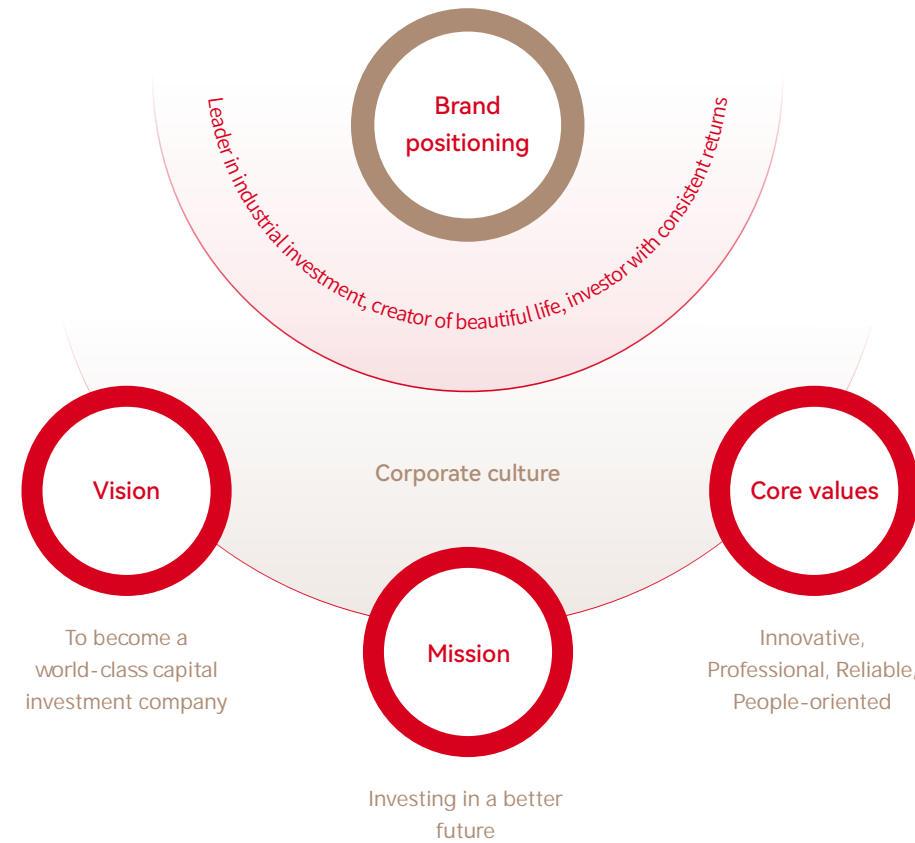 Brand
positioning
Leader in industrial investment, creator of beautiful life, investor with consistent returns
Corporate culture
Vision
To become a
world-class capital
investment company
Mission
Investing in a better
future
Core values
Innovative,
Professional, Reliable,
People-oriented